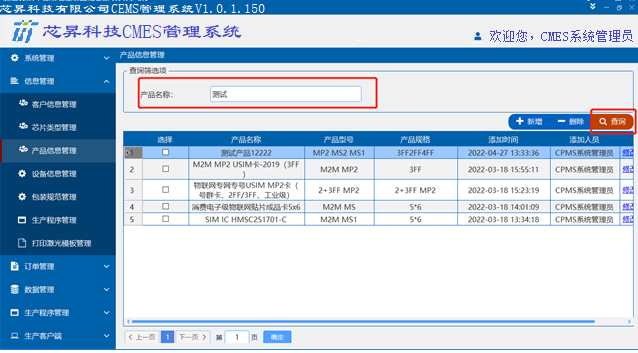 芯昇科技有限公司CEMS管理系统V1.0.1.150
芯昇科技CMES管理系统
欢迎您，CMES系统管理员
系统管理
信息管理
客户信息管理
芯片类型管理
产品信息管理
设备信息管理
包装规范管理
生产程序管理
打印激光模板管理
订单管理
数据管理
生产程序管理
生产客户端
产品信息管理
查询筛选项
产品名称：
测试
新增
删除
查询
选择 产品名称 产品型号 产品规格 添加时间 添加人员
1 测试产品12222 MP2 MS2 MS1 3FF2FF4FF 2022-04-27 13:33:36 CPMS系统管理员 修改
2 M2M MP2 USIM卡-2019（3FF） M2M MP2 3FF 2022-03-18 15:55:11 CPMS系统管理员 修改
3 物联网专网专号USIM MP2卡（号群卡、2FF/3FF、工业级） 2+3FF MP2 2+3FF MP2 2022-03-18 15:23:19 CPMS系统管理员 修改
4 消费电子级物联网贴片成品卡5x6 M2M MS 5*6 2022-03-18 14:01:09 CPMS系统管理员 修改
5 SIM IC HMSC251701-C M2M MS1 5*6 2022-03-18 13:34:18 CPMS系统管理员 修改
上一页 1 下一页 第 1 页 确定